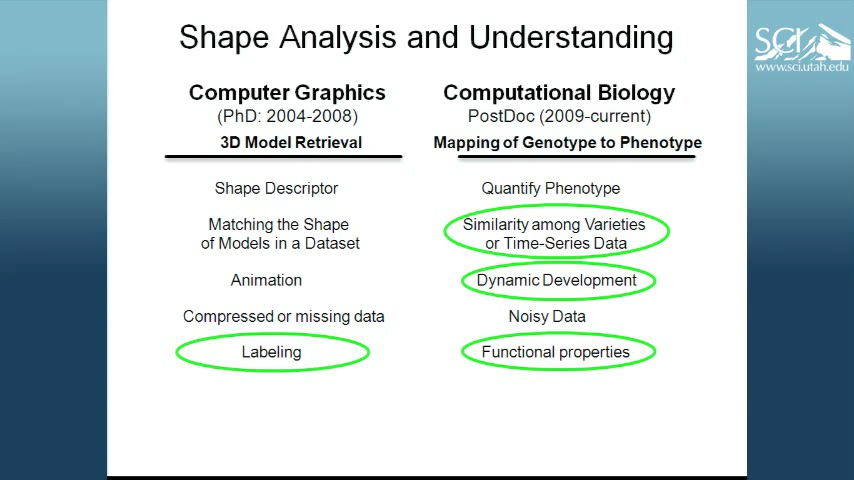 Shape Analysis and Understanding
SCI
www.sci.utah.edu
Computer Graphics
(PhD: 2004-2008)
3D Model Retrieval
Shape Descriptor
Matching the Shape
of Models in a Dataset
Animation
Compressed or missing data
Labeling
Computational Biology
PostDoc (2009-current)
Mapping of Genotype to Phenotype
Quantify Phenotype
Similarity among Varieties
or Time-Series Data
Dynamic Development
Noisy Data
Functional properties